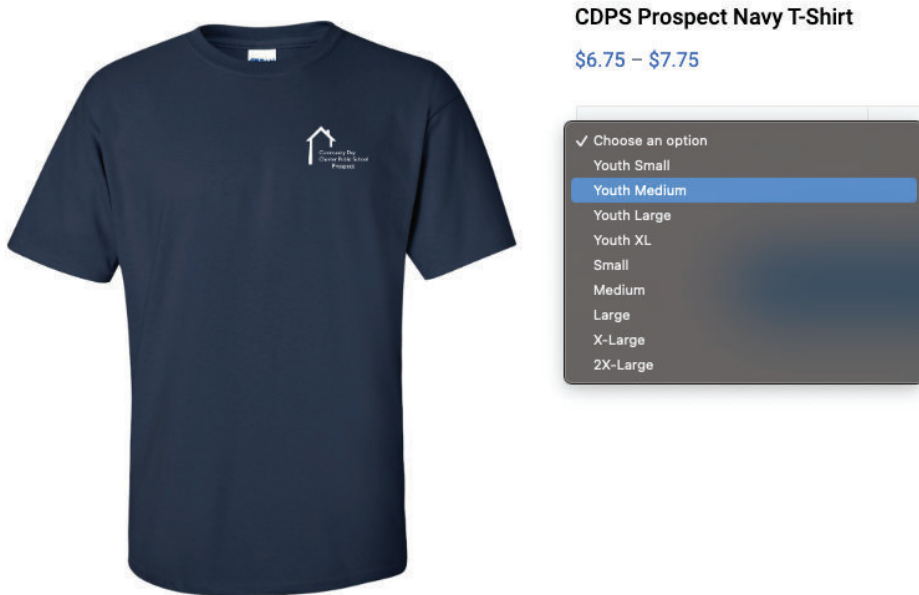 CDPS Prospect Navy T-Shirt
$6.75 – $7.75
✓ Choose an option
Youth Small
Youth Medium
Youth Large
Youth XL
Small
Medium
Large
X-Large
2X-Large
Community Day
Charter Public School
Prospect